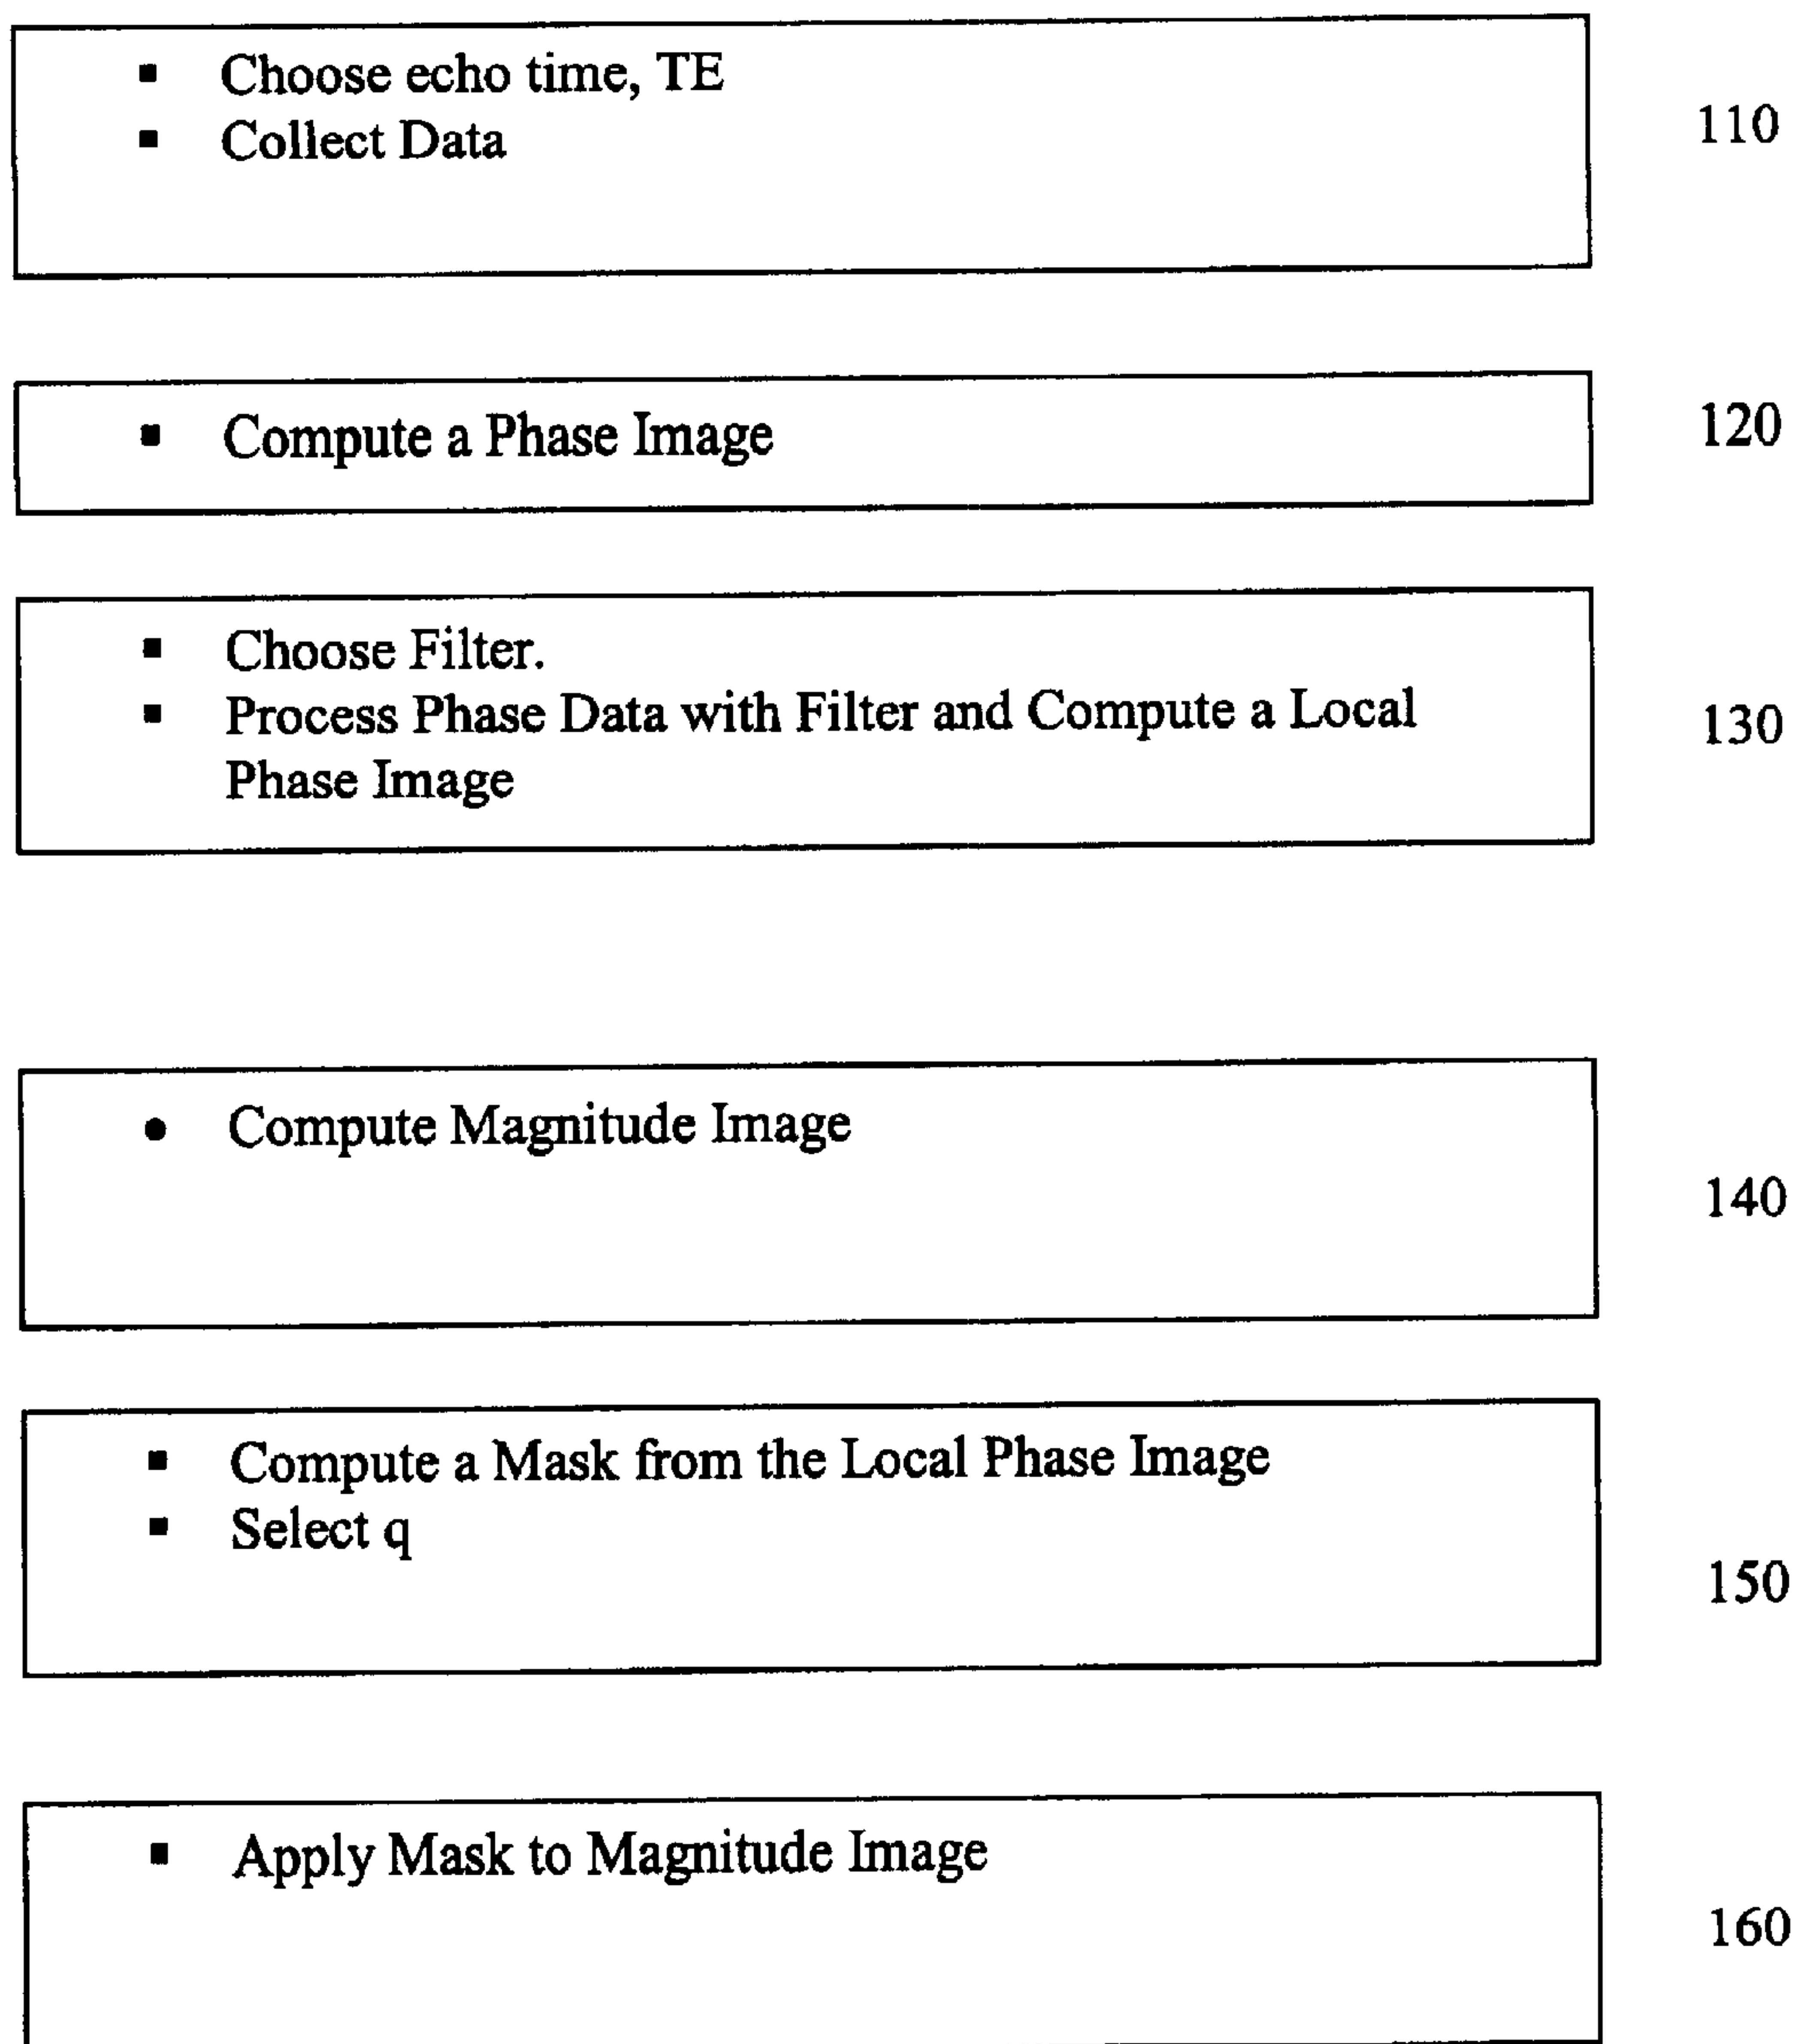 ▪ Choose echo time, TE
▪ Collect Data
110
▪ Compute a Phase Image
120
▪ Choose Filter.
▪ Process Phase Data with Filter and Compute a Local
Phase Image
130
• Compute Magnitude Image
140
▪ Compute a Mask from the Local Phase Image
▪ Select q
150
▪ Apply Mask to Magnitude Image
160